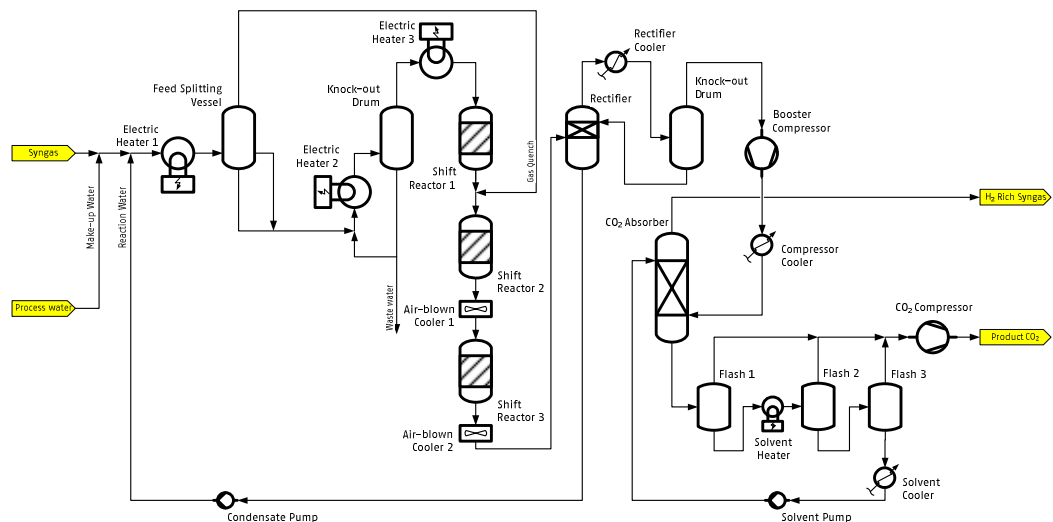 Electric
Heater 3
Rectifier
Cooler
Feed Splitting
Vessel
Knock-out
Drum
Knock-out
Drum
Rectifier
Booster
Compressor
Electric
Heater 1
Electric
Heater 2
Syngas
Gas Quench
Shift
Reactor 1
Make-up Water
Reaction Water
H2 Rich Syngas
CO2 Absorber
Compressor
Cooler
Shift
Reactor 2
Process water
Waste water
Air-blown
Cooler 1
CO2 Compressor
Product CO2
Flash 1
Flash 2
Flash 3
Shift
Reactor 3
Air-blown
Cooler 2
Solvent
Heater
Solvent
Cooler
Condensate Pump
Solvent Pump